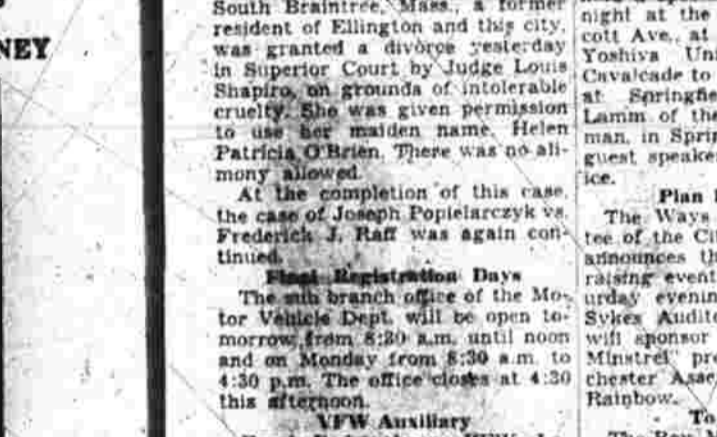 NEY
South Braintree, Mass., a former
resident of Ellington and this city,
was granted a divorce yesterday
in Superior Court by Judge Louis
Shapiro, on grounds of intolerable
cruelty. She was given permission
to use her maiden name, Helen
Patricia O'Brien. There was no ali-
mony allowed.
At the completion of this case,
the case of Joseph Popielarczyk vs.
Frederick J. Raff was again con-
tinued.
Final Registration Days
The sub branch office of the Mo-
tor Vehicle Dept. will be open to-
morrow from 8:30 a.m. until noon
and on Monday from 8:30 a.m. to
4:30 p.m. The office closes at 4:30
this afternoon.
VFW Auxiliary
night at the
cott Ave., at
Yoshiva Uni
Cavalcade to
at Springfie
Lamm of the
man, in Sprin
guest speake
ice.
Plan
The Ways
tee of the Ci
announces th
raising event
urday evenin
Sykes Audito
will sponsor
Minstrel" pre
chester Asse
Rainbow.
To